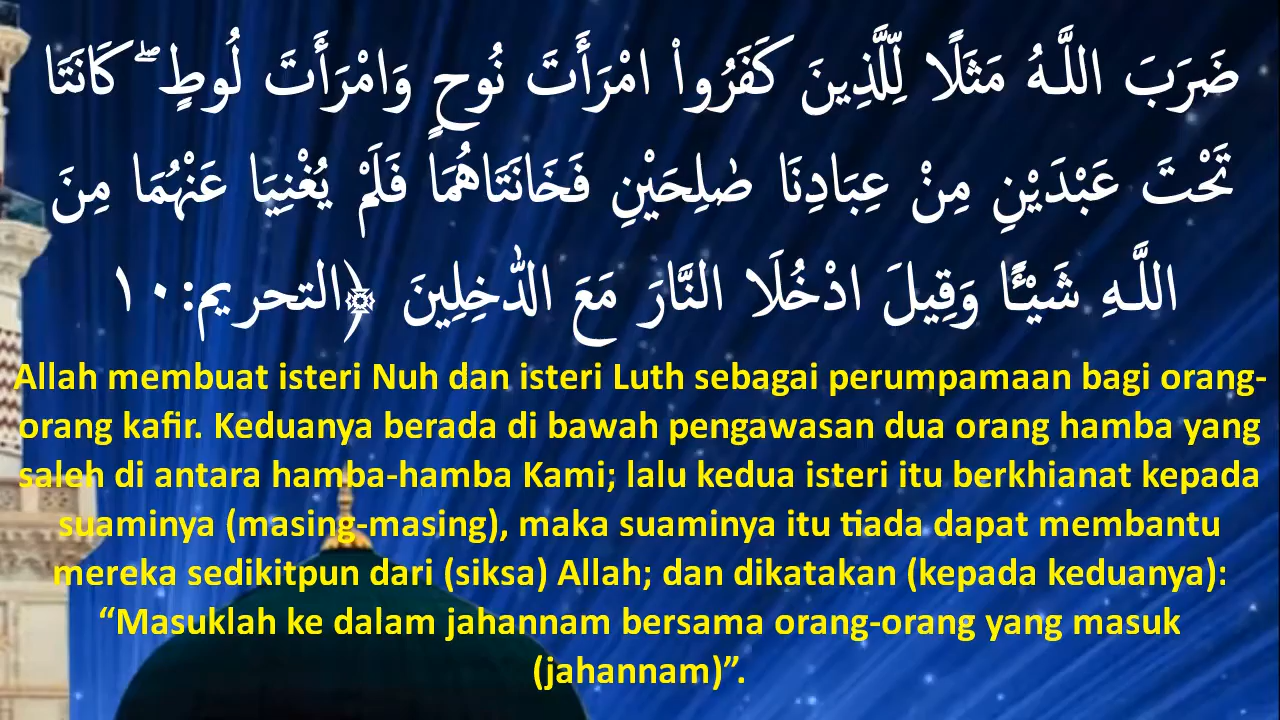 ضَرَبَ اللَّـهُ مَثَلًا لِّلَّذِينَ كَفَرُواْ امْرَأَتَ نُوحٍ وَامْرَأَتَ لُوطٍ ۖ كَانَتَا
تَحْتَ عَبْدَيْنِ مِنْ عِبَادِنَا صَٰلِحَيْنِ فَخَانَتَاهُمَا فَلَمْ يُغْنِيَا عَنْهُمَا مِنَ
اللَّـهِ شَيْـًٔا وَقِيلَ ادْخُلَا النَّارَ مَعَ الدَّٰخِلِينَ ﴿التحريم:١٠
Allah membuat isteri Nuh dan isteri Luth sebagai perumpamaan bagi orang-
orang kafir. Keduanya berada di bawah pengawasan dua orang hamba yang
saleh di antara hamba-hamba Kami; lalu kedua isteri itu berkhianat kepada
suaminya (masing-masing), maka suaminya itu tiada dapat membantu
mereka sedikitpun dari (siksa) Allah; dan dikatakan (kepada keduanya):
“Masuklah ke dalam jahannam bersama orang-orang yang masuk
(jahannam)”.